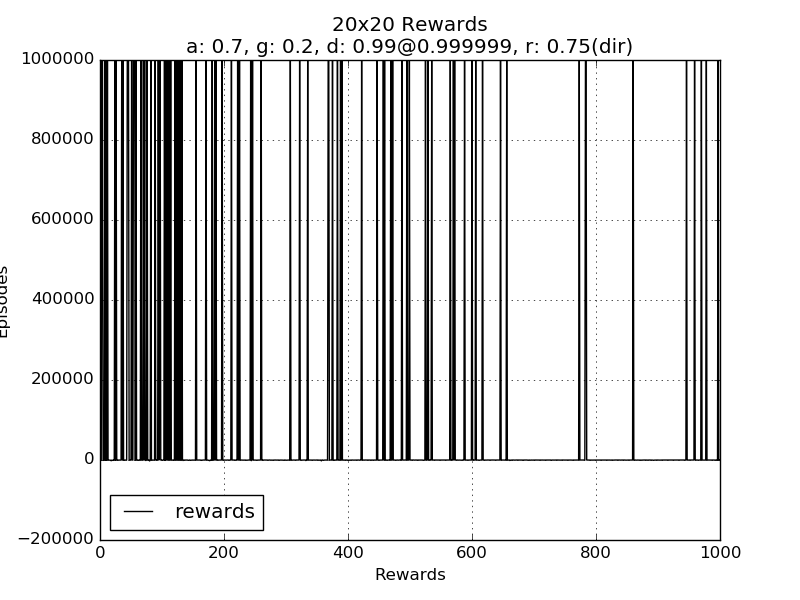 20x20 Rewards
a: 0.7, g: 0.2, d: 0.99@0.999999, r: 0.75(dir)
1000000
800000
600000
400000
200000
0
−200000
Episodes
rewards
0 200 400 600 800 1000
Rewards